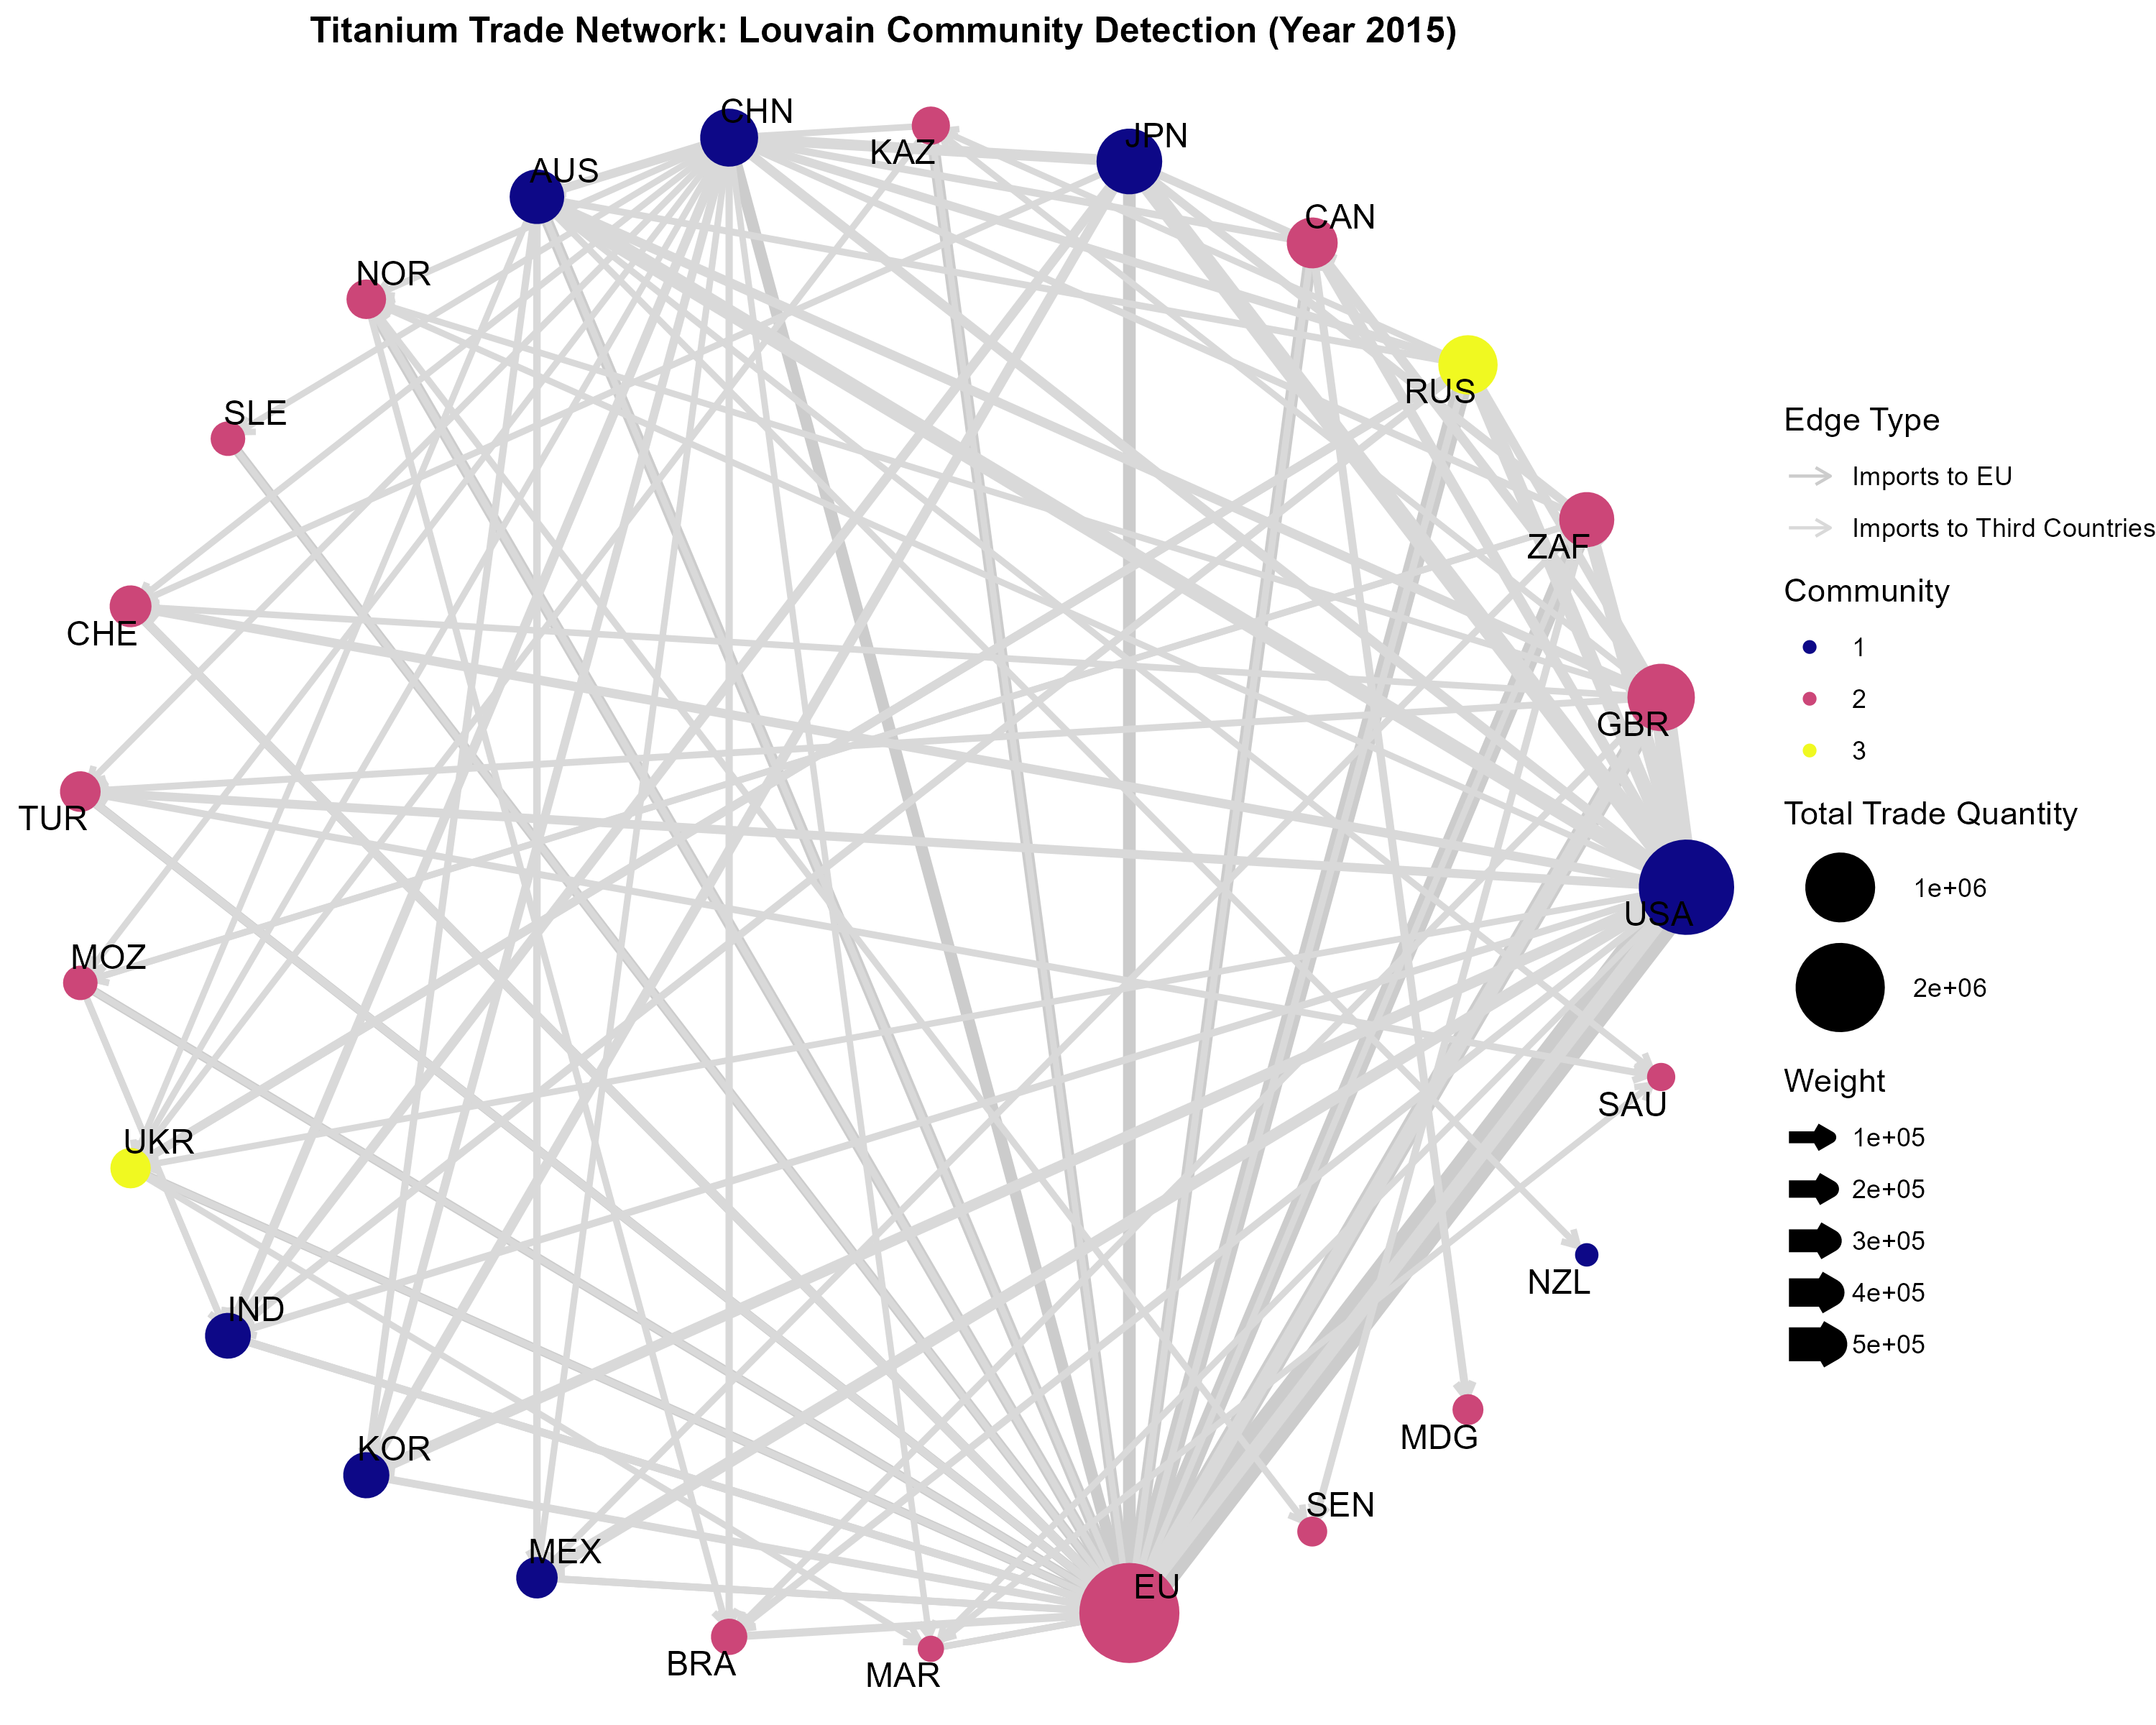 Titanium Trade Network: Louvain Community Detection (Year 2015)
CHN
KAZ
JPN
AUS
CAN
NOR
RUS
SLE
ZAF
CHE
GBR
TUR
USA
MOZ
SAU
UKR
NZL
IND
MDG
KOR
SEN
MEX
EU
BRA
MAR
Edge Type
Imports to EU
Imports to Third Countries
Community
1
2
3
Total Trade Quantity
1e+06
2e+06
Weight
1e+05
2e+05
3e+05
4e+05
5e+05